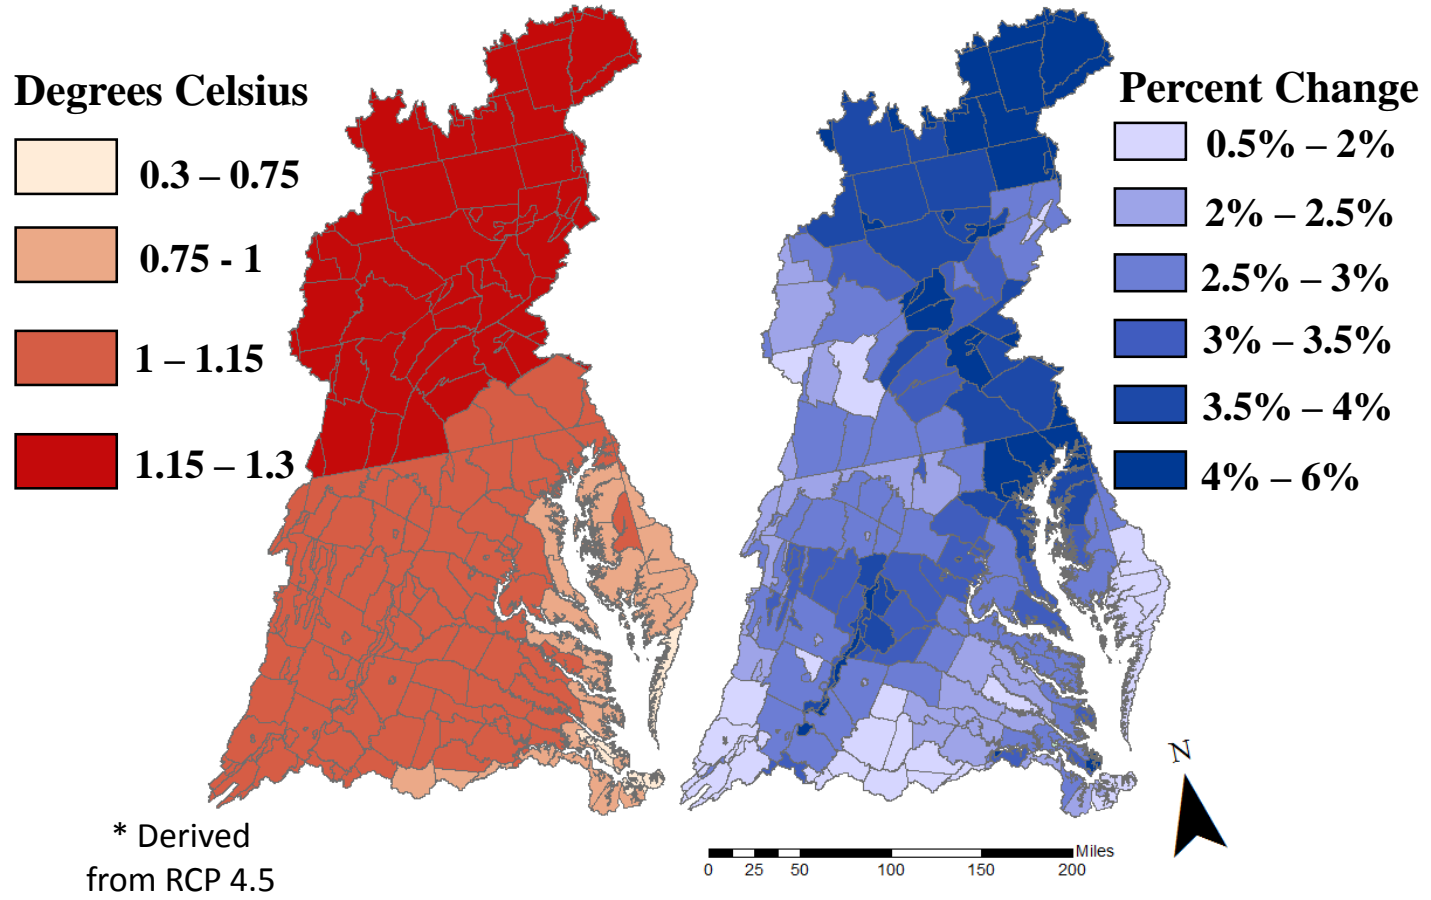 Degrees Celsius
0.3 – 0.75
0.75 - 1
1 – 1.15
1.15 – 1.3
* Derived
from RCP 4.5
Percent Change
0.5% – 2%
2% – 2.5%
2.5% – 3%
3% – 3.5%
3.5% – 4%
4% – 6%
N
Miles
0 25 50 100 150 200